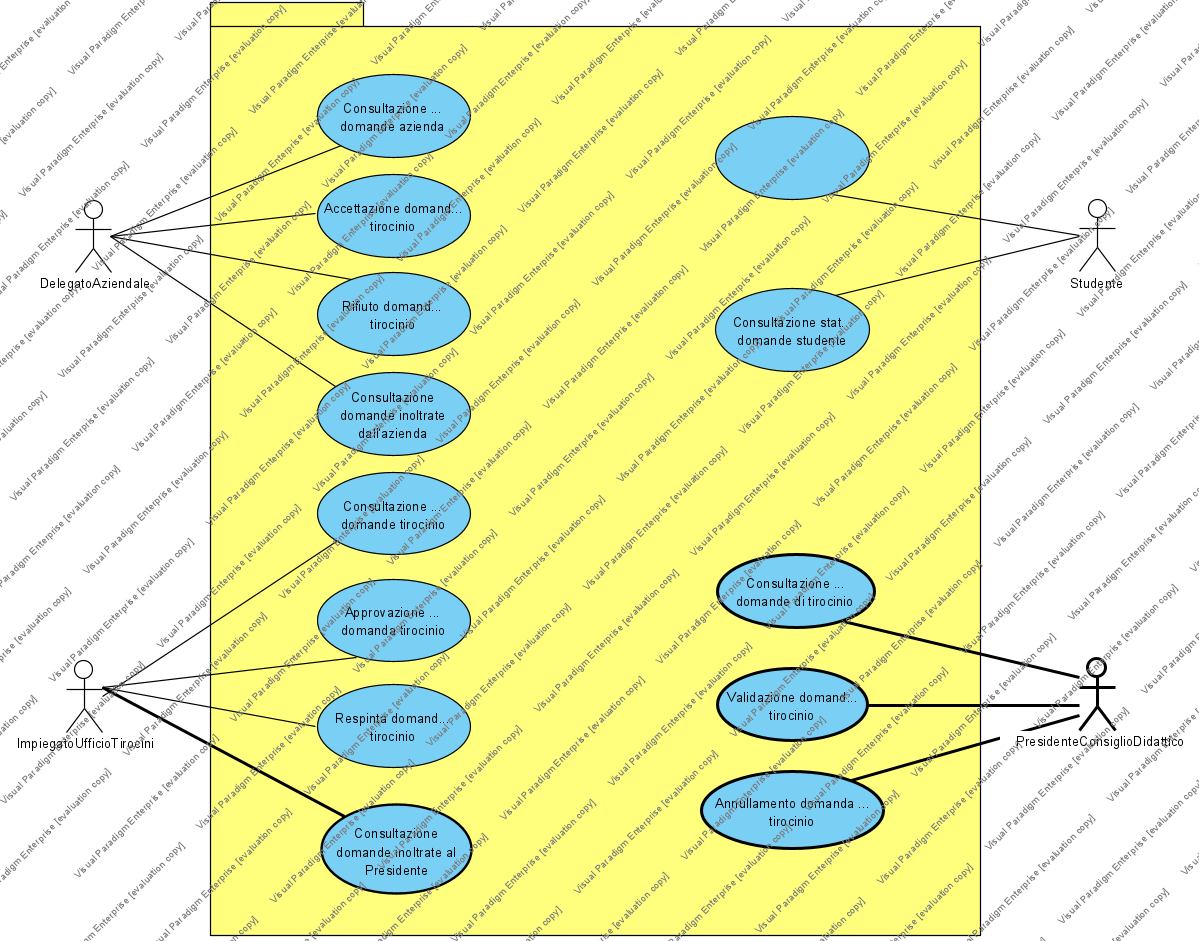 Consultazione ...
domande azienda
Accettazione domand...
tirocinio
DelegatoAziendale
Rifiuto domand...
tirocinio
Studente
Consultazione stat...
domande studente
Consultazione
domande inoltrate
dall'azienda
Consultazione ...
domande tirocinio
Consultazione ...
domande di tirocinio
Approvazione ...
domanda tirocinio
Validazione domand...
tirocinio
Respinta domand...
tirocinio
ImpiegatoUfficioTirocini
PresidenteConsiglioDidattico
Annullamento domanda ...
tirocinio
Consultazione
domande inoltrate al
Presidente
Visual Paradigm Enterprise [evaluation copy]